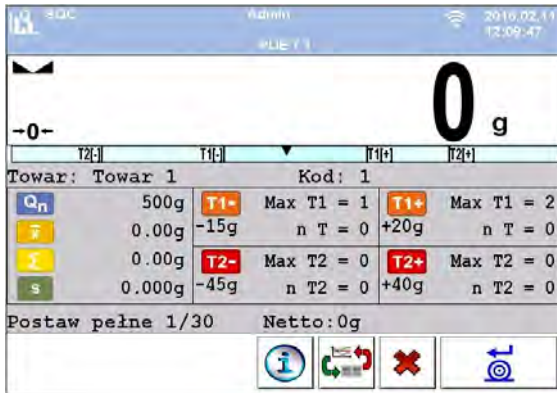 SQC Admin 2016.02.11
12:09:47
PUE 7.1
0 g
→0←
T2[-] T1[-] T1[+] T2[+]
Towar: Towar 1 Kod: 1
Qn 500g T1- Max T1 = 1 T1+ Max T1 = 2
x̄ 0.00g -15g n T = 0 +20g n T = 0
Σ 0.00g T2- Max T2 = 0 T2+ Max T2 = 0
s 0.000g -45g n T2 = 0 +40g n T2 = 0
Postaw pełne 1/30 Netto:0g